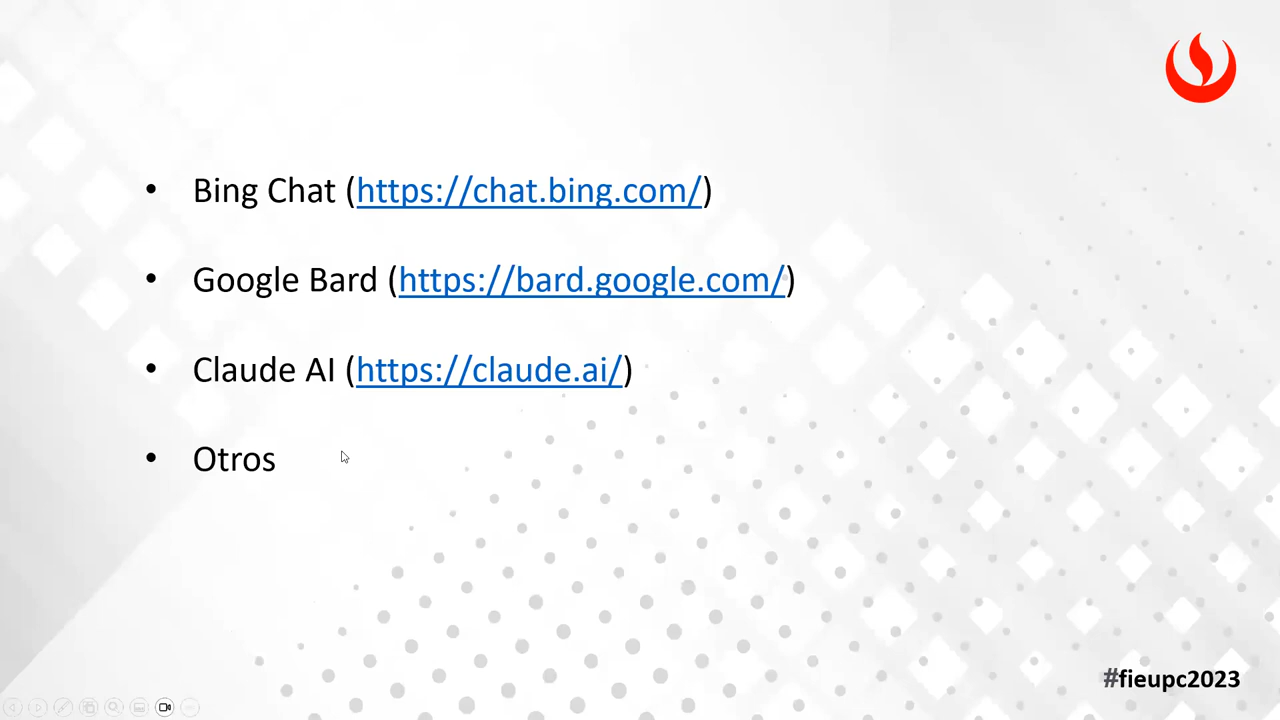 • Bing Chat (https://chat.bing.com/)
• Google Bard (https://bard.google.com/)
• Claude AI (https://claude.ai/)
• Otros
#fieupc2023